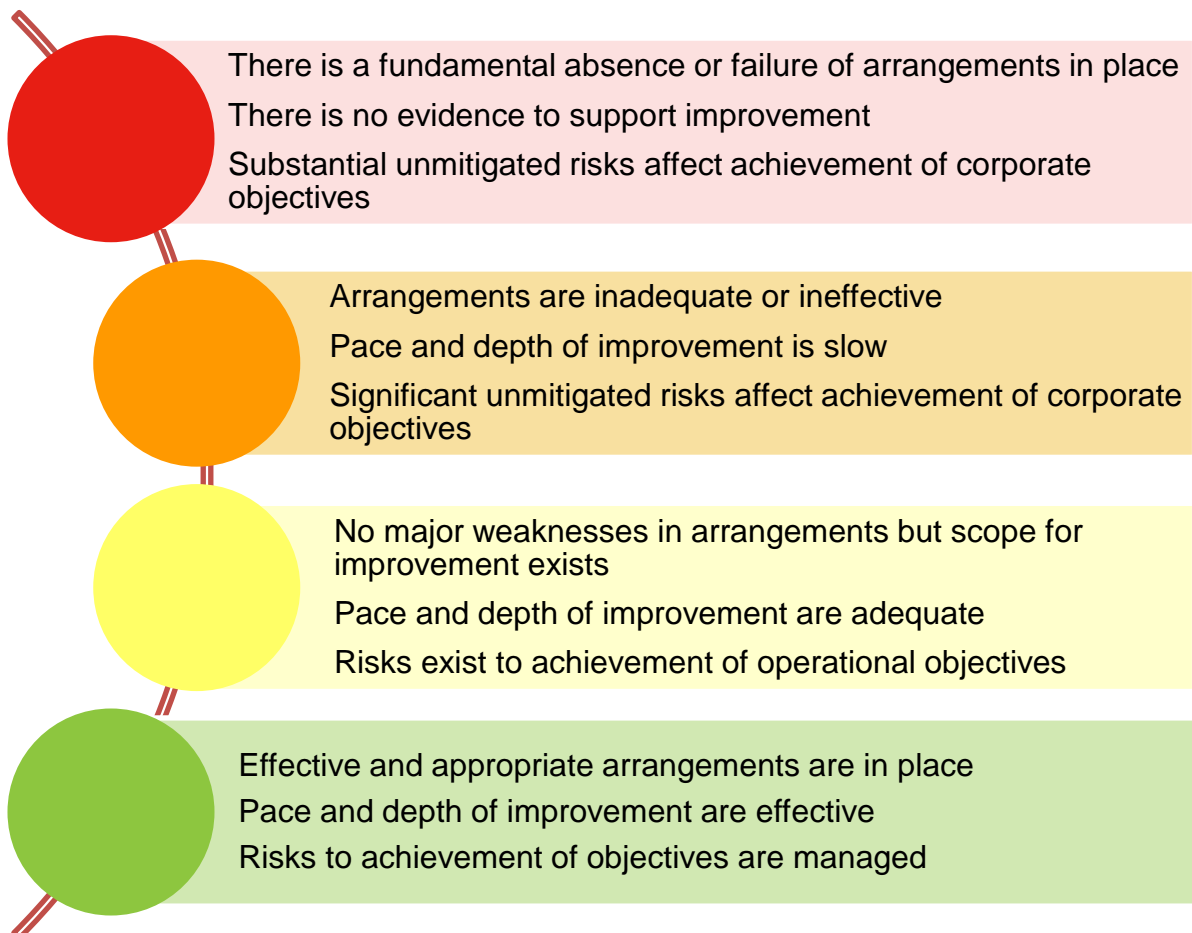 There is a fundamental absence or failure of arrangements in place
There is no evidence to support improvement
Substantial unmitigated risks affect achievement of corporate
objectives
Arrangements are inadequate or ineffective
Pace and depth of improvement is slow
Significant unmitigated risks affect achievement of corporate
objectives
No major weaknesses in arrangements but scope for
improvement exists
Pace and depth of improvement are adequate
Risks exist to achievement of operational objectives
Effective and appropriate arrangements are in place
Pace and depth of improvement are effective
Risks to achievement of objectives are managed